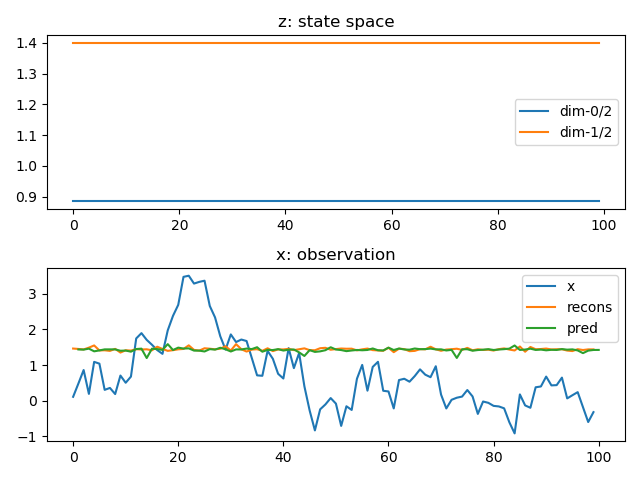 z: state space
1.4
1.3
1.2
1.1
1.0
0.9
dim-0/2
dim-1/2
0 20 40 60 80 100
x: observation
3
2
1
0
−1
x
recons
pred
0 20 40 60 80 100